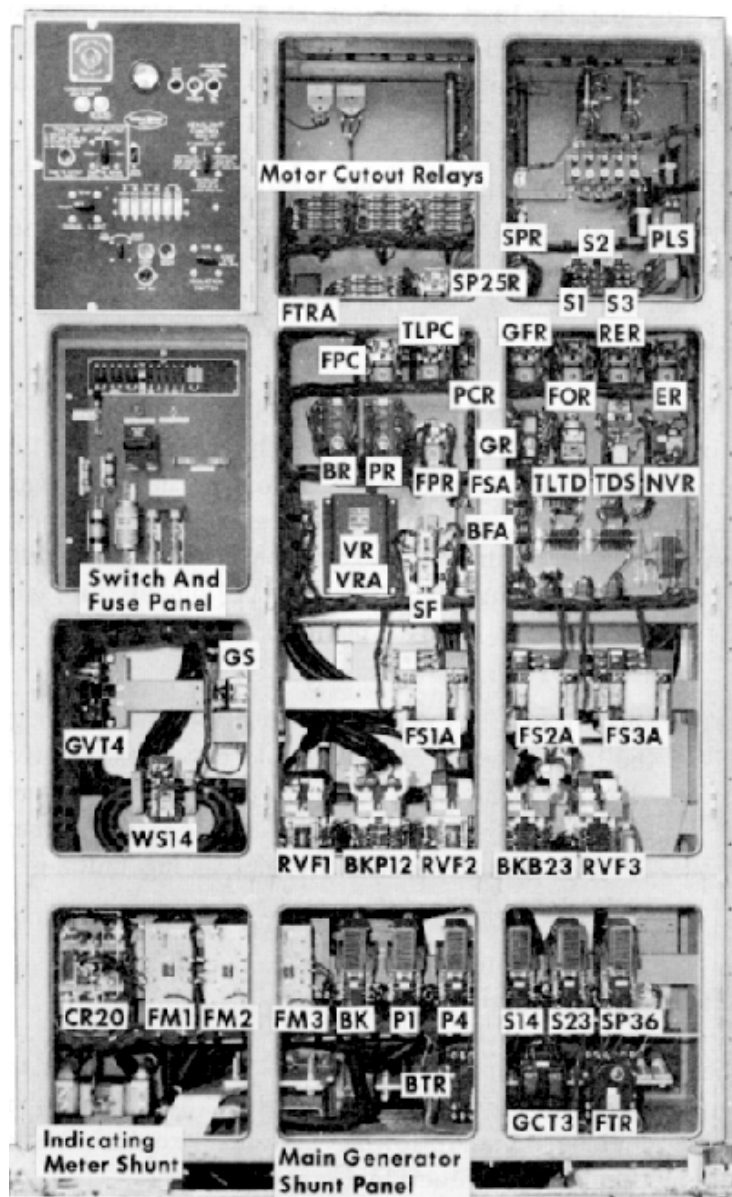 Motor Cutout Relays
SPR
S2
PLS
SP25R
S1
S3
FTRA
TLPC
GFR
RER
FPC
PCR
FOR
ER
GR
BR
PR
FPR
FSA
TLTD
TDS
NVR
BFA
VR
VRA
SF
Switch And
Fuse Panel
GS
GVT4
FS1A
FS2A
FS3A
WS14
RVF1
BKP12
RVF2
BKB23
RVF3
CR20
FM1
FM2
FM3
BK
P1
P4
S14
S23
SP36
BTR
GCT3
FTR
Indicating
Meter Shunt
Main Generator
Shunt Panel